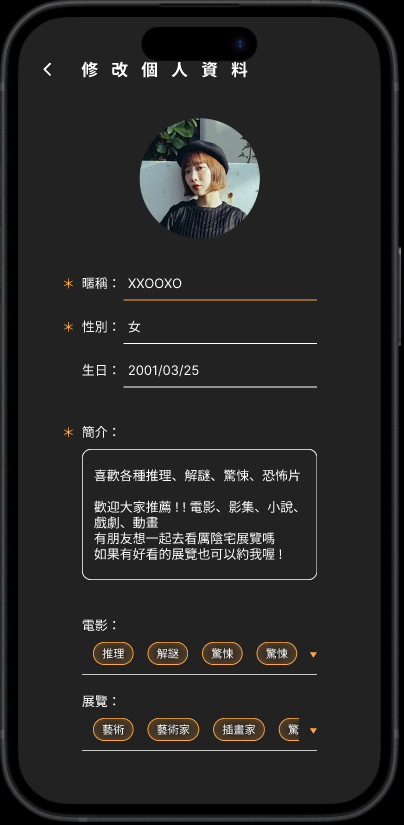 修改個人資料
＊ 暱稱： XXOOXO
＊ 性別： 女
生日： 2001/03/25
＊ 簡介：
喜歡各種推理、解謎、驚悚、恐怖片
歡迎大家推薦 ! ! 電影、影集、小說、
戲劇、動畫
有朋友想一起去看厲陰宅展覽嗎
如果有好看的展覽也可以約我喔 !
電影：
推理 解謎 驚悚 驚悚
展覽：
藝術 藝術家 插畫家 驚